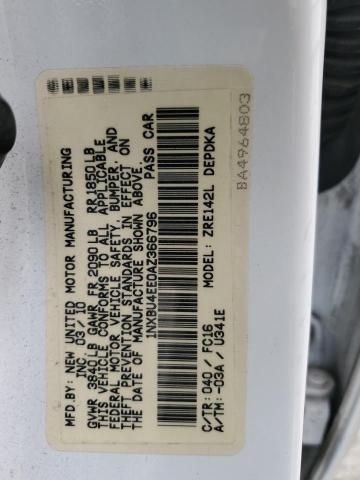 MFD.BY: NEW UNITED MOTOR MANUFACTURING
INC. 03/10
GVWR 3840LB GAWR FR 2090LB RR1850LB
THIS VEHICLE CONFORMS TO ALL APPLICABLE
FEDERAL MOTOR VEHICLE SAFETY, BUMPER, AND
THEFT PREVENTION STANDARDS IN EFFECT ON
THE DATE OF MANUFACTURE SHOWN ABOVE.
1NXBU4EE0AZ366796 PASS CAR
C/TR: 040 / FC16 MODEL: ZRE142L DEPDKA
A/TM: -03A / U341E
BA4964803